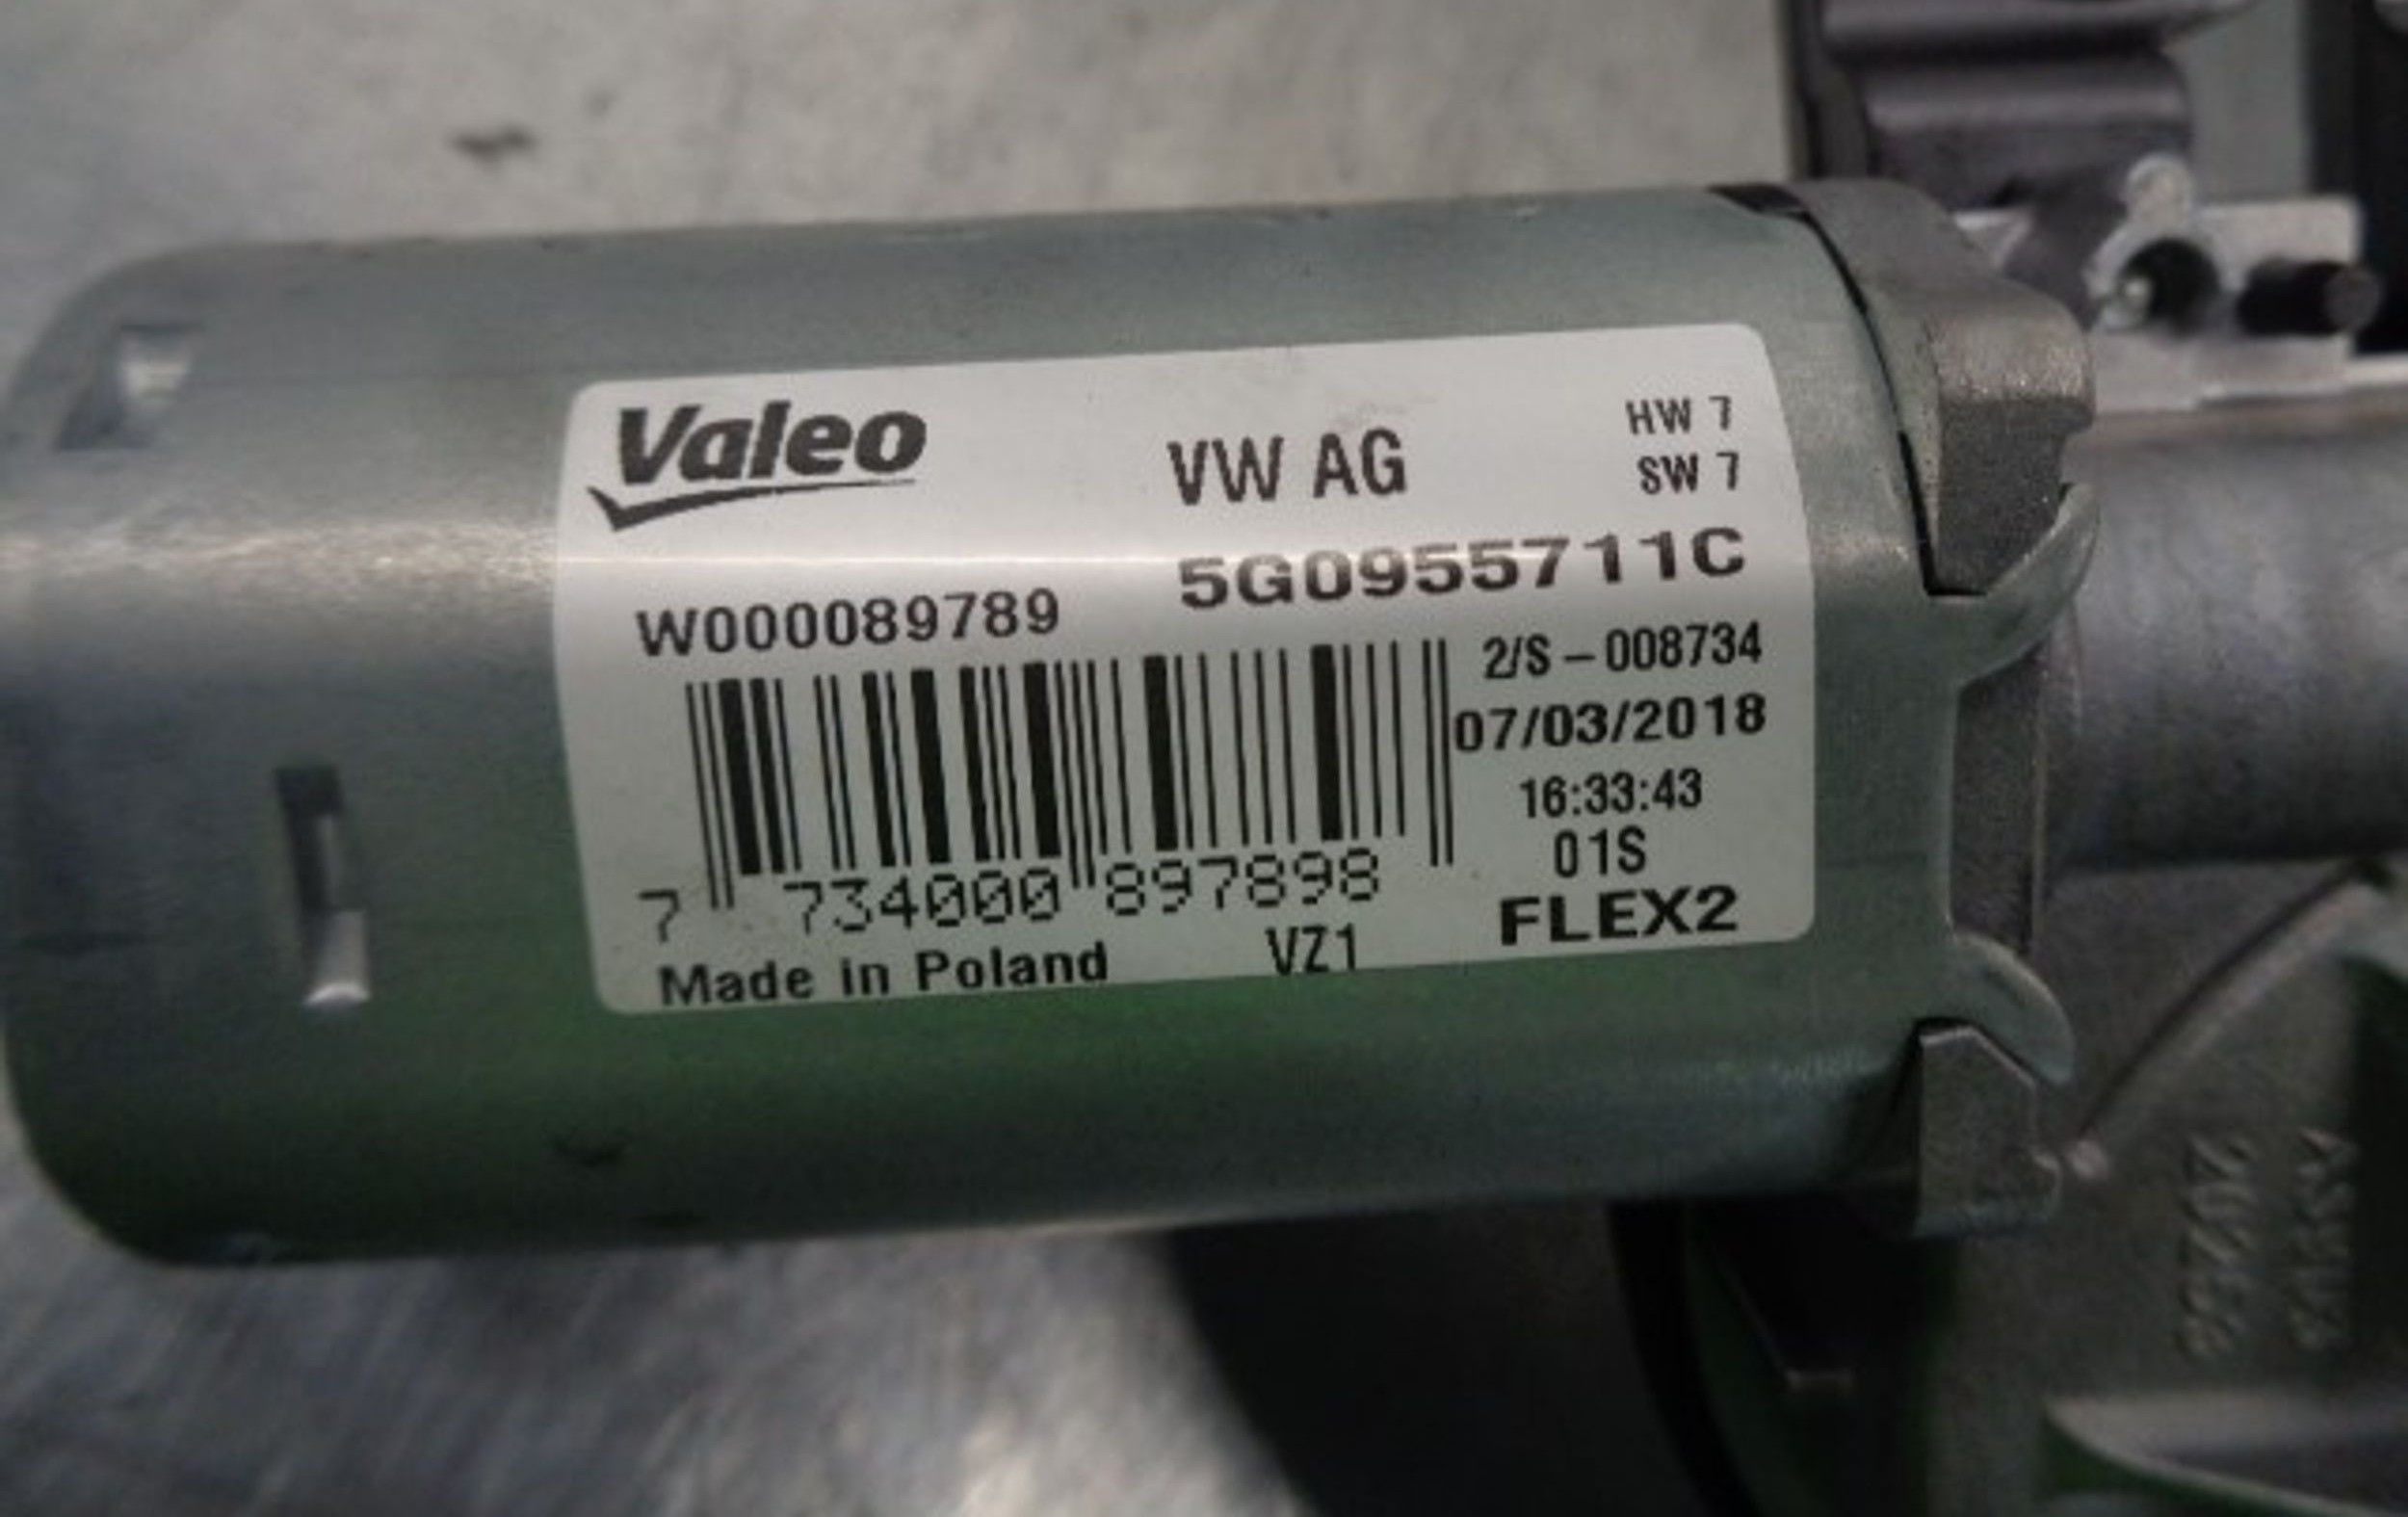 Valeo
VW AG
HW 7
SW 7
5G0955711C
W000089789
2/S – 008734
07/03/2018
16:33:43
01S
7 734000 897898
FLEX2
Made in Poland
VZ1